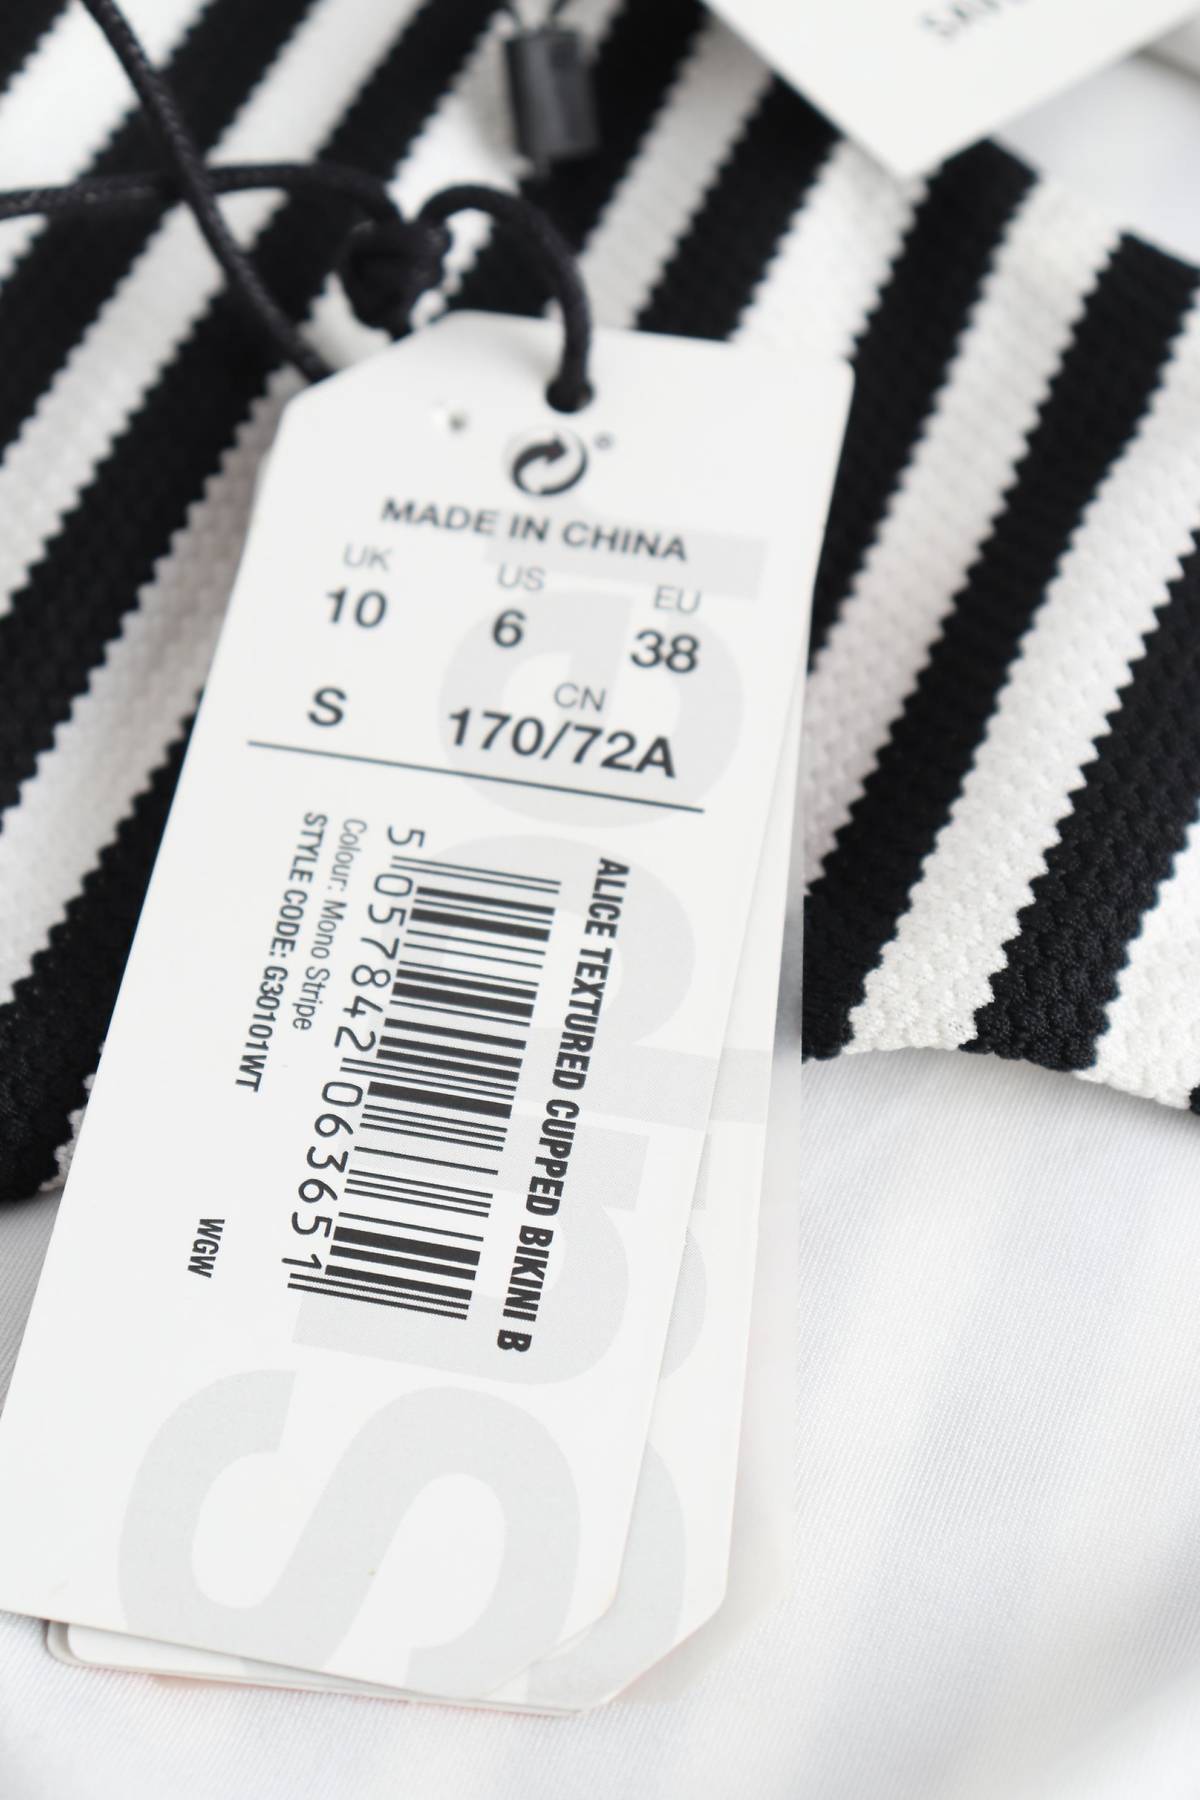 MADE IN CHINA
UK US EU
10 6 38
CN
S 170/72A
ALICE TEXTURED CUPPED BIKINI B
5 057842 063651
Colour: Mono Stripe
STYLE CODE: G30101WT
WGW